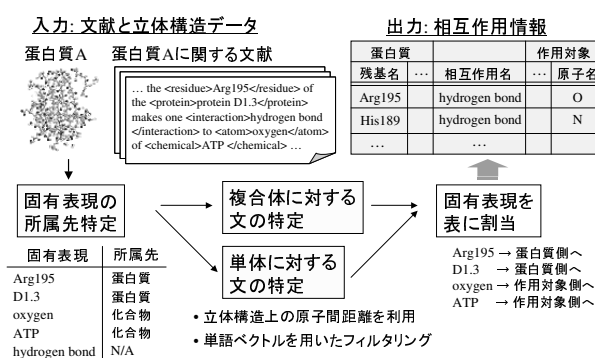 入力: 文献と立体構造データ
蛋白質A
蛋白質Aに関する文献
… the <residue>Arg195</residue> of
the <protein>protein D1.3</protein>
makes one <interaction>hydrogen bond
</interaction> to <atom>oxygen</atom>
of <chemical>ATP </chemical> …
出力: 相互作用情報
蛋白質 作用対象
残基名 … 相互作用名 … 原子名
Arg195 hydrogen bond O
His189 hydrogen bond N
… …
固有表現の
所属先特定
複合体に対する
文の特定
単体に対する
文の特定
固有表現を
表に割当
固有表現 所属先
Arg195 蛋白質
D1.3 蛋白質
oxygen 化合物
ATP 化合物
hydrogen bond N/A
• 立体構造上の原子間距離を利用
• 単語ベクトルを用いたフィルタリング
Arg195 → 蛋白質側へ
D1.3 → 蛋白質側へ
oxygen → 作用対象側へ
ATP → 作用対象側へ